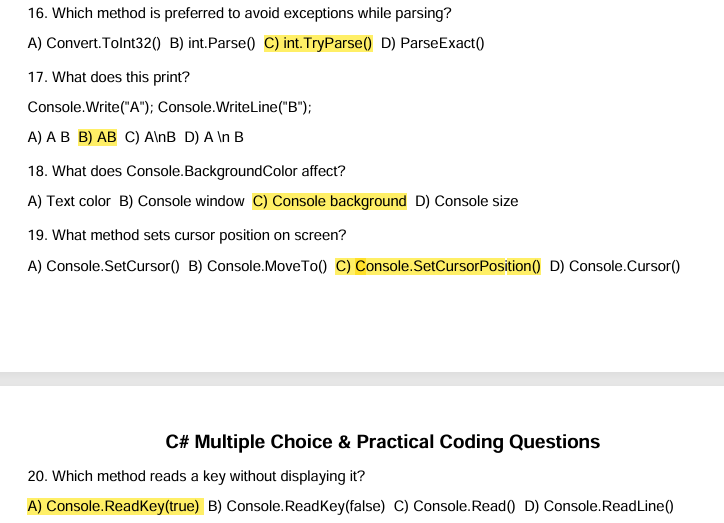 16. Which method is preferred to avoid exceptions while parsing?
A) Convert.ToInt32() B) int.Parse() C) int.TryParse() D) ParseExact()
17. What does this print?
Console.Write("A"); Console.WriteLine("B");
A) A B B) AB C) A\nB D) A \n B
18. What does Console.BackgroundColor affect?
A) Text color B) Console window C) Console background D) Console size
19. What method sets cursor position on screen?
A) Console.SetCursor() B) Console.MoveTo() C) Console.SetCursorPosition() D) Console.Cursor()
C# Multiple Choice & Practical Coding Questions
20. Which method reads a key without displaying it?
A) Console.ReadKey(true) B) Console.ReadKey(false) C) Console.Read() D) Console.ReadLine()